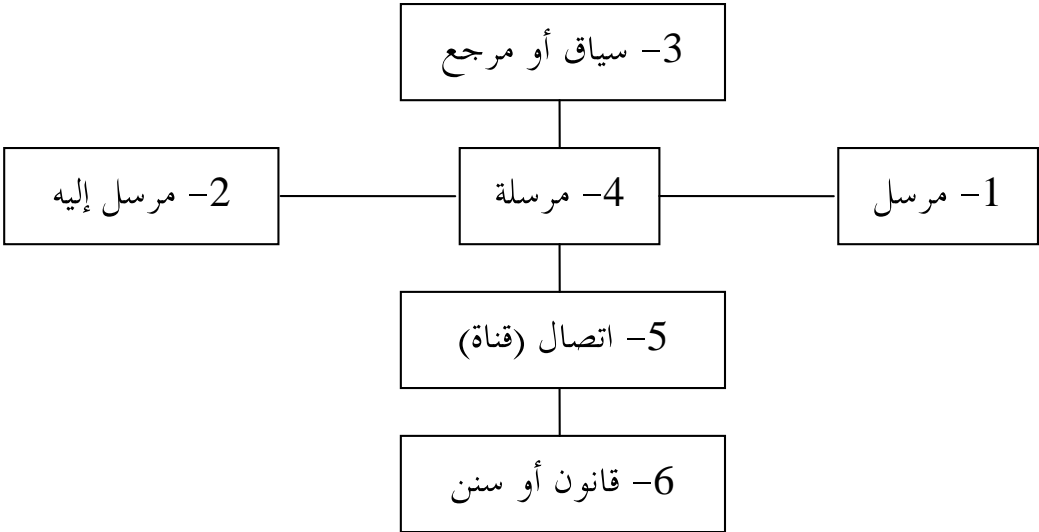 3- سياق أو مرجع
1- مرسل
4- مرسلة
2- مرسل إليه
5- اتصال (قناة)
6- قانون أو سنن